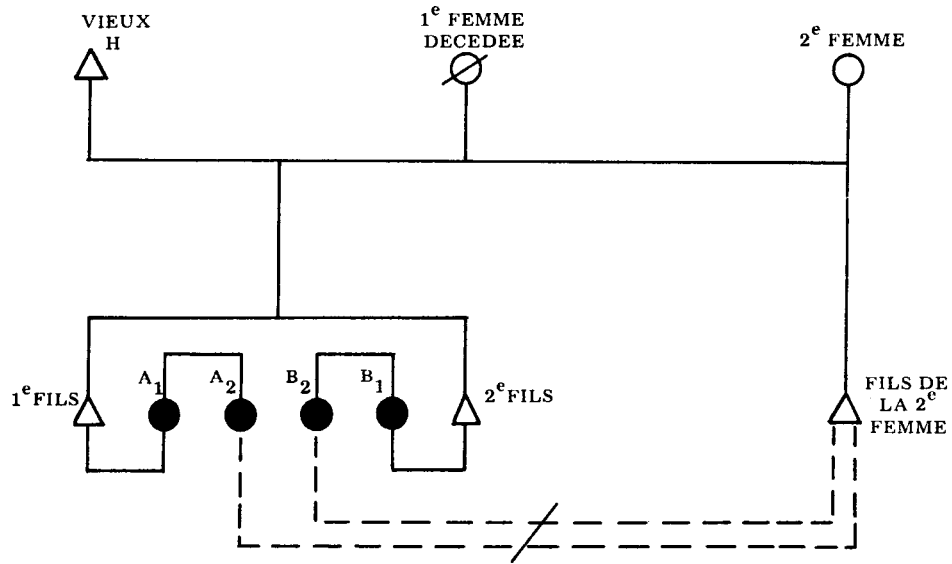 VIEUX
H
1e FEMME
DECEDEE
2e FEMME
1e FILS
A1
A2
B2
B1
2e FILS
FILS DE
LA 2e
FEMME